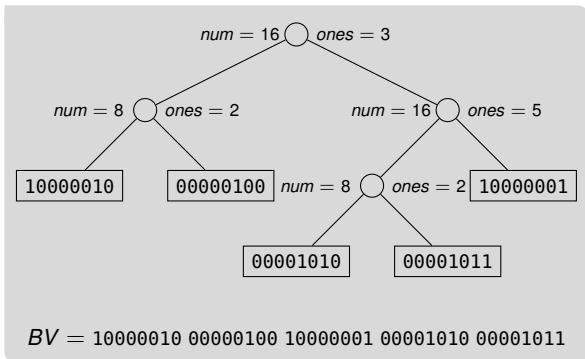 num = 16 ones = 3
num = 8 ones = 2 num = 16 ones = 5
10000010 00000100 num = 8 ones = 2 10000001
00001010 00001011
BV = 10000010 00000100 10000001 00001010 00001011